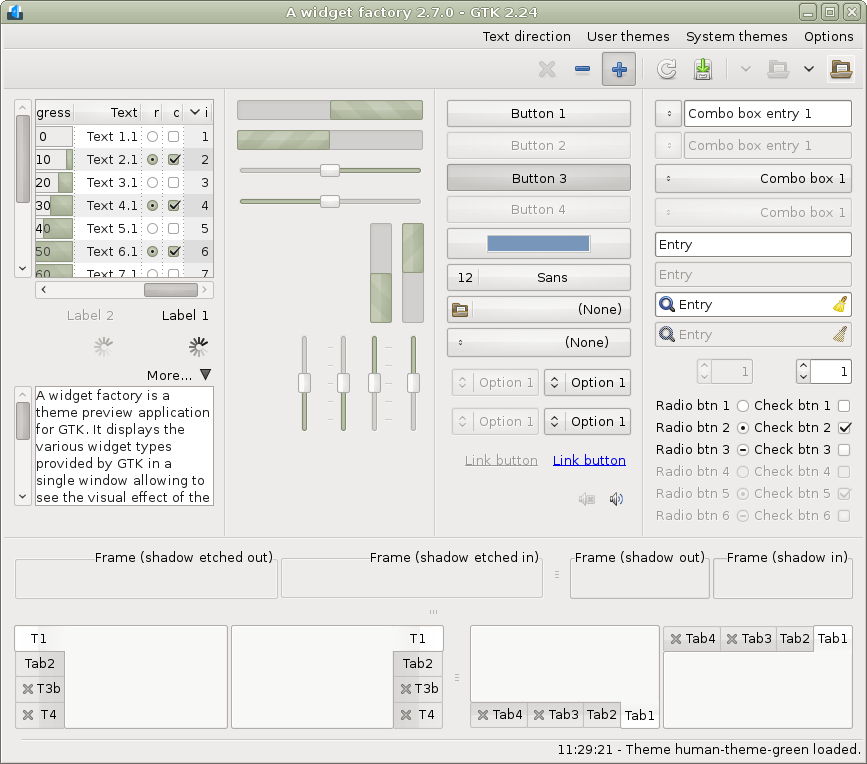 A widget factory 2.7.0 - GTK 2.24
Text direction User themes System themes Options
gress Text r c i
0 Text 1.1 1
10 Text 2.1 2
20 Text 3.1 3
30 Text 4.1 4
40 Text 5.1 5
50 Text 6.1 6
60 Text 7.1 7
Label 2 Label 1
More...
A widget factory is a
theme preview application
for GTK. It displays the
various widget types
provided by GTK in a
single window allowing to
see the visual effect of the
Button 1
Button 2
Button 3
Button 4
12 Sans
(None)
(None)
Option 1 Option 1
Option 1 Option 1
Link button Link button
Combo box entry 1
Combo box entry 1
Combo box 1
Combo box 1
Entry
Entry
Entry
Entry
1 1
Radio btn 1 Check btn 1
Radio btn 2 Check btn 2
Radio btn 3 Check btn 3
Radio btn 4 Check btn 4
Radio btn 5 Check btn 5
Radio btn 6 Check btn 6
Frame (shadow etched out) Frame (shadow etched in) Frame (shadow out) Frame (shadow in)
T1
Tab2
T3b
T4
T1
Tab2
T3b
T4
Tab4 Tab3 Tab2 Tab1
Tab4 Tab3 Tab2 Tab1
11:29:21 - Theme human-theme-green loaded.